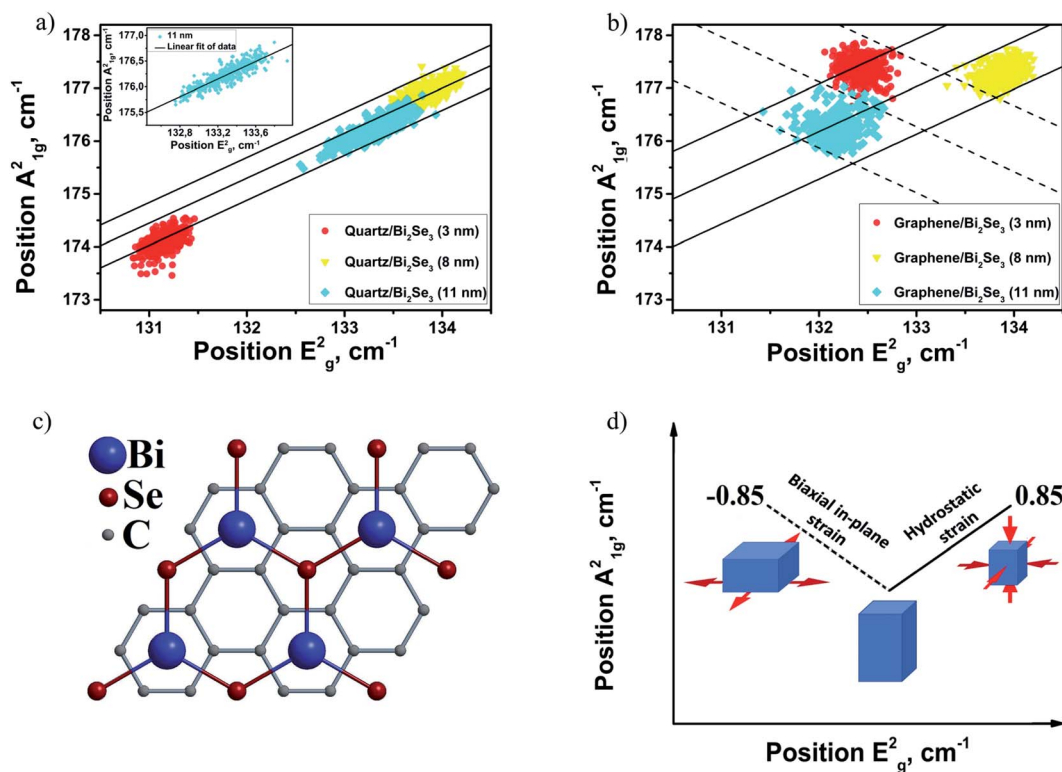 a)
178
177
176
175
174
173
Position A²₁g, cm⁻¹
131
132
133
134
Position E²g, cm⁻¹
11 nm
Linear fit of data
177,0
176,5
176,0
175,5
Position A²₁g, cm⁻¹
132,8
133,2
133,6
Position E²g, cm⁻¹
Quartz/Bi₂Se₃ (3 nm)
Quartz/Bi₂Se₃ (8 nm)
Quartz/Bi₂Se₃ (11 nm)
b)
178
177
176
175
174
173
Position A²₁g, cm⁻¹
131
132
133
134
Position E²g, cm⁻¹
Graphene/Bi₂Se₃ (3 nm)
Graphene/Bi₂Se₃ (8 nm)
Graphene/Bi₂Se₃ (11 nm)
c)
Bi
Se
C
d)
-0.85
Biaxial in-plane
strain
Hydrostatic
strain
0.85
Position A²₁g, cm⁻¹
Position E²g, cm⁻¹